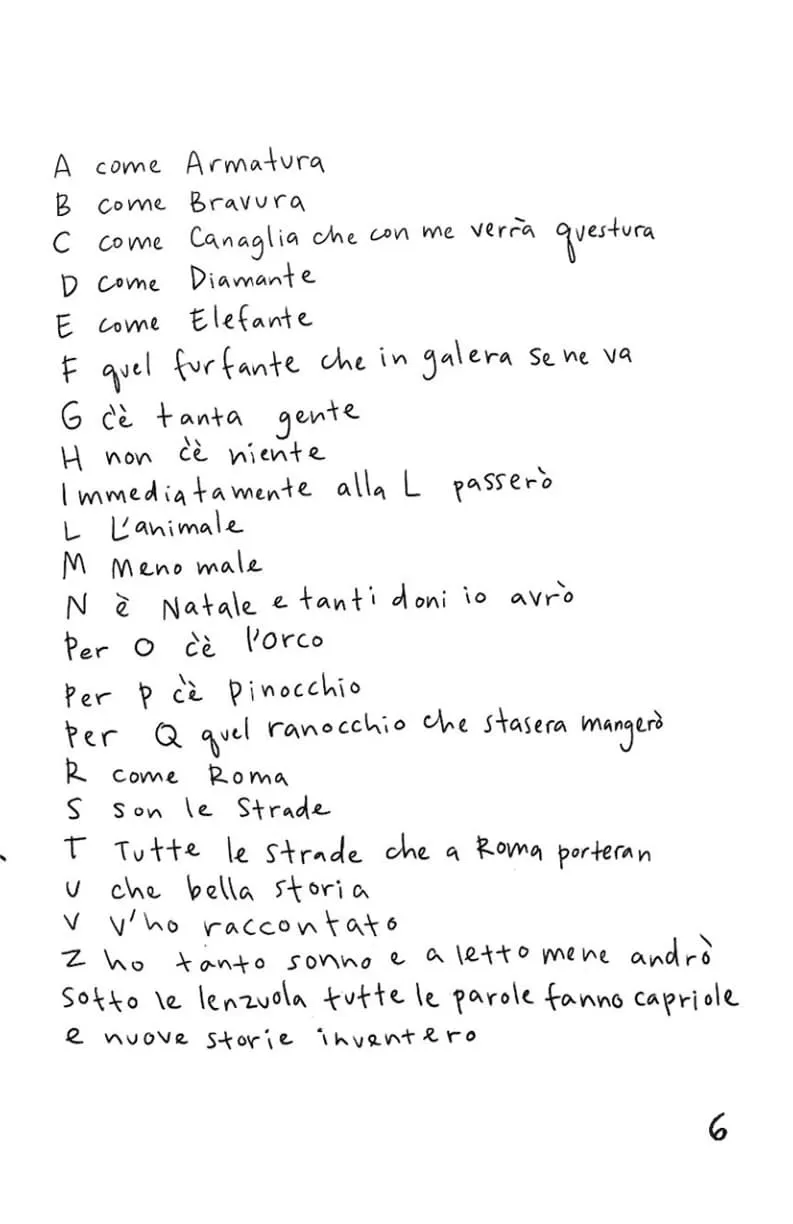 A come Armatura
B come Bravura
C come Canaglia che con me verrà questura
D come Diamante
E come Elefante
F quel furfante che in galera se ne va
G c'è tanta gente
H non c'è niente
Immediatamente alla L passerò
L L'animale
M Meno male
N è Natale e tanti doni io avrò
Per O c'è l'orco
Per P c'è Pinocchio
Per Q quel ranocchio che stasera mangerò
R come Roma
S son le Strade
T Tutte le strade che a Roma porteran
U che bella storia
V v'ho raccontato
Z ho tanto sonno e a letto mene andrò
Sotto le lenzuola tutte le parole fanno capriole
e nuove storie inventero
6